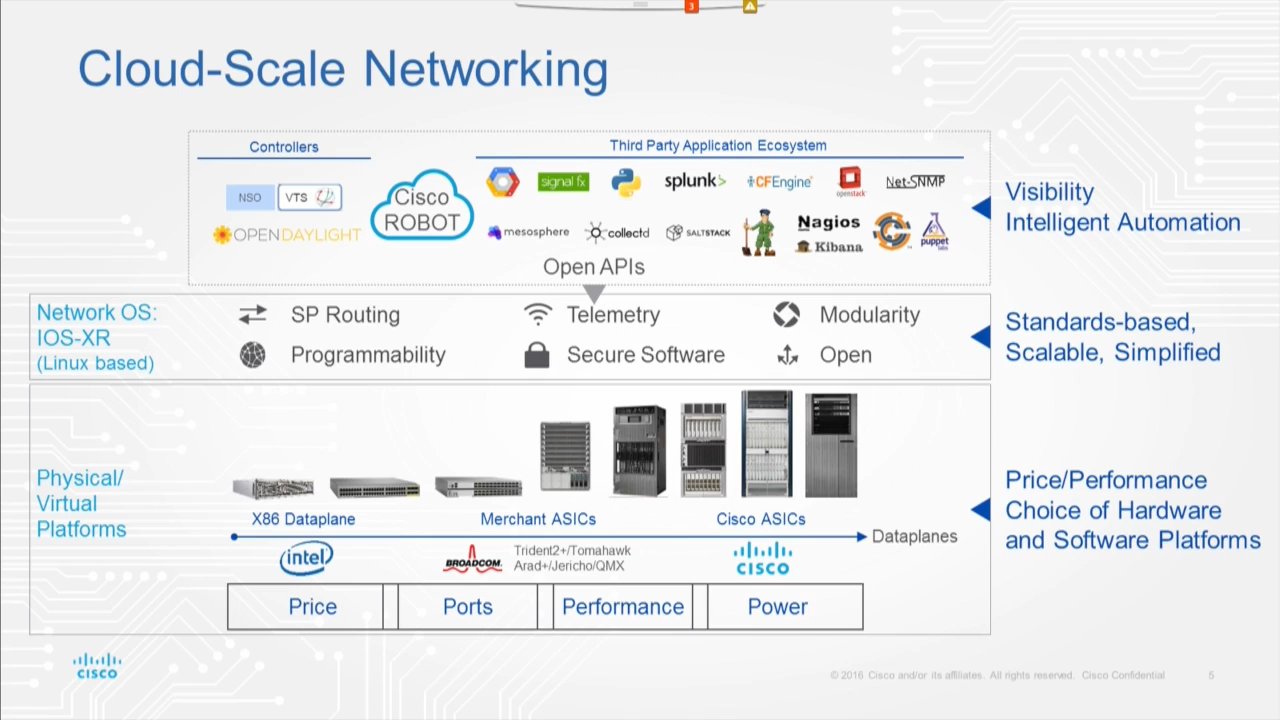 3
Cloud-Scale Networking
Controllers
Third Party Application Ecosystem
NSO
VTS
OPENDAYLIGHT
Cisco
ROBOT
signal fx
splunk>
CFEngine
openstack
Net-SNMP
mesosphere
collectd
SALTSTACK
Nagios
Kibana
puppet
labs
Open APIs
Visibility
Intelligent Automation
Network OS:
IOS-XR
(Linux based)
SP Routing
Telemetry
Modularity
Programmability
Secure Software
Open
Standards-based,
Scalable, Simplified
Physical/
Virtual
Platforms
X86 Dataplane
Merchant ASICs
Cisco ASICs
Dataplanes
intel
BROADCOM.
Trident2+/Tomahawk
Arad+/Jericho/QMX
CISCO
Price
Ports
Performance
Power
Price/Performance
Choice of Hardware
and Software Platforms
CISCO
© 2016 Cisco and/or its affiliates. All rights reserved. Cisco Confidential
5